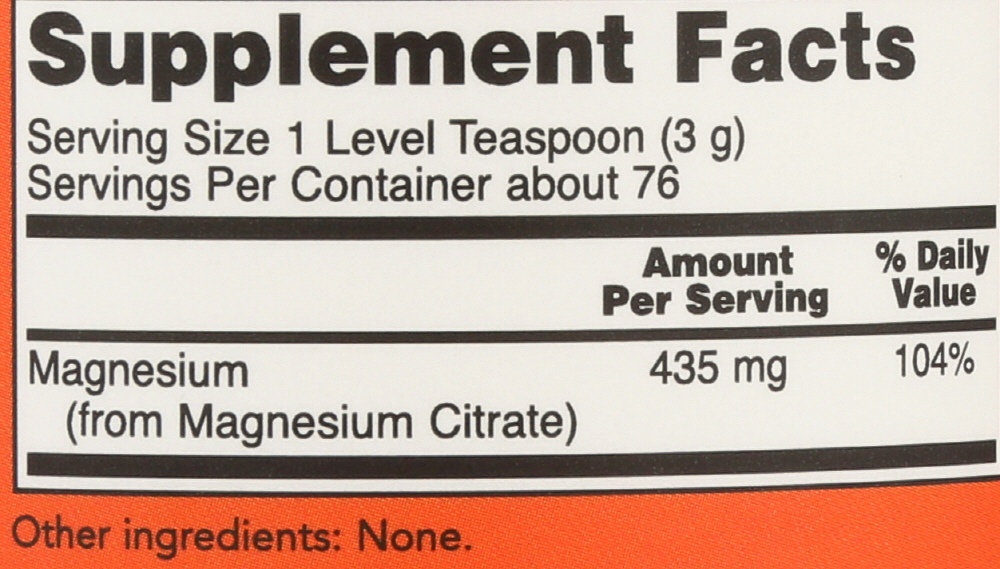 Supplement Facts
Serving Size 1 Level Teaspoon (3 g)
Servings Per Container about 76
Amount Per Serving % Daily Value
Magnesium 435 mg 104%
(from Magnesium Citrate)
Other ingredients: None.